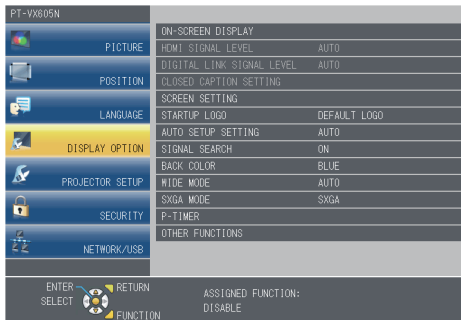 PT-VX605N
PICTURE
POSITION
LANGUAGE
DISPLAY OPTION
PROJECTOR SETUP
SECURITY
NETWORK/USB
ON-SCREEN DISPLAY
HDMI SIGNAL LEVEL AUTO
DIGITAL LINK SIGNAL LEVEL AUTO
CLOSED CAPTION SETTING
SCREEN SETTING
STARTUP LOGO DEFAULT LOGO
AUTO SETUP SETTING AUTO
SIGNAL SEARCH ON
BACK COLOR BLUE
WIDE MODE AUTO
SXGA MODE SXGA
P-TIMER
OTHER FUNCTIONS
ENTER RETURN
SELECT
FUNCTION
ASSIGNED FUNCTION:
DISABLE